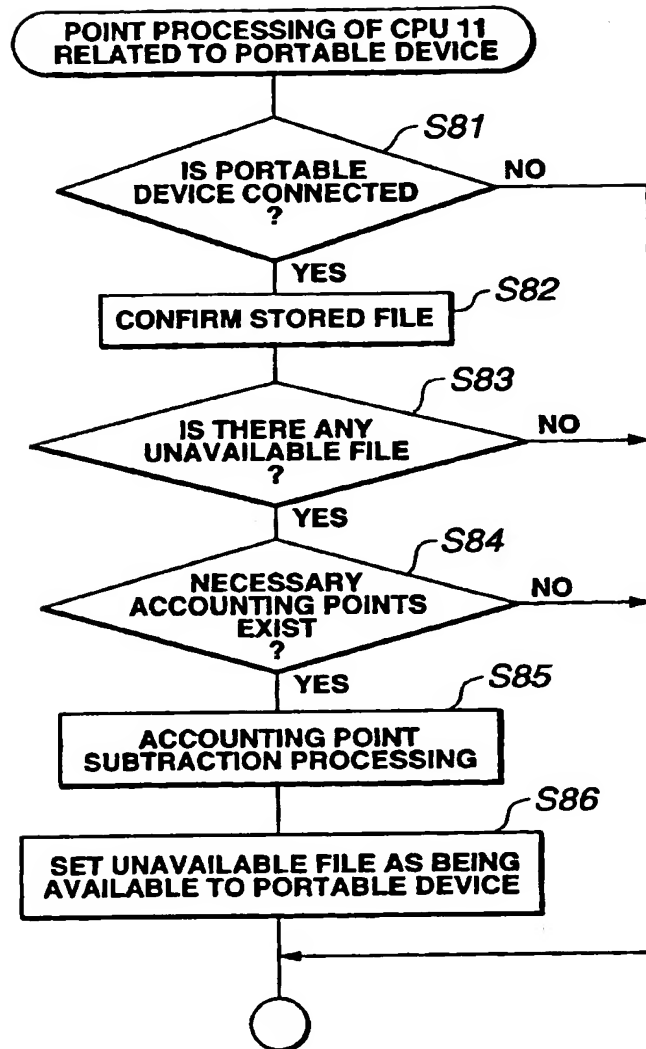 POINT PROCESSING OF CPU 11
RELATED TO PORTABLE DEVICE
S81
IS PORTABLE
DEVICE CONNECTED
?
NO
YES
S82
CONFIRM STORED FILE
S83
IS THERE ANY
UNAVAILABLE FILE
?
NO
YES
S84
NECESSARY
ACCOUNTING POINTS
EXIST
?
NO
YES
S85
ACCOUNTING POINT
SUBTRACTION PROCESSING
S86
SET UNAVAILABLE FILE AS BEING
AVAILABLE TO PORTABLE DEVICE